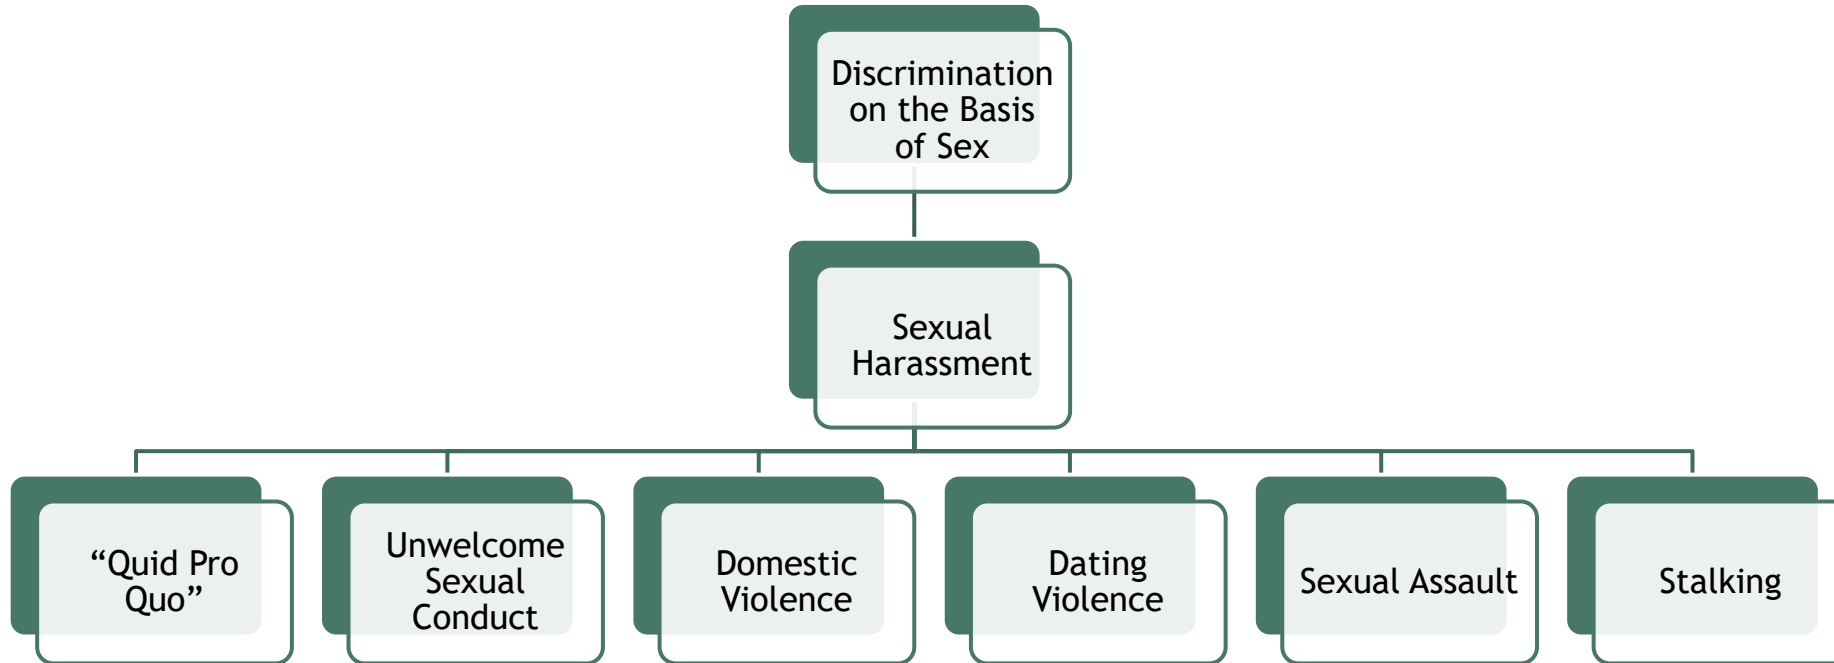 Discrimination
on the Basis
of Sex
Sexual
Harassment
“Quid Pro
Quo”
Unwelcome
Sexual
Conduct
Domestic
Violence
Dating
Violence
Sexual Assault
Stalking